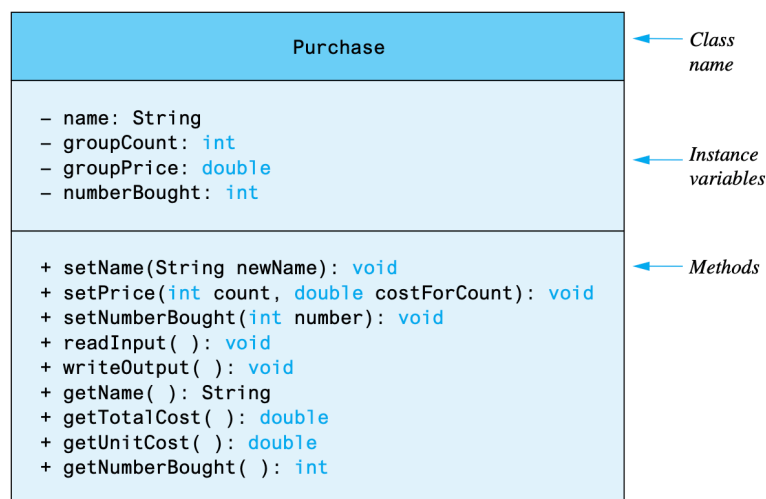 Purchase
Class
name
– name: String
– groupCount: int
– groupPrice: double
– numberBought: int
Instance
variables
+ setName(String newName): void
+ setPrice(int count, double costForCount): void
+ setNumberBought(int number): void
+ readInput( ): void
+ writeOutput( ): void
+ getName( ): String
+ getTotalCost( ): double
+ getUnitCost( ): double
+ getNumberBought( ): int
Methods